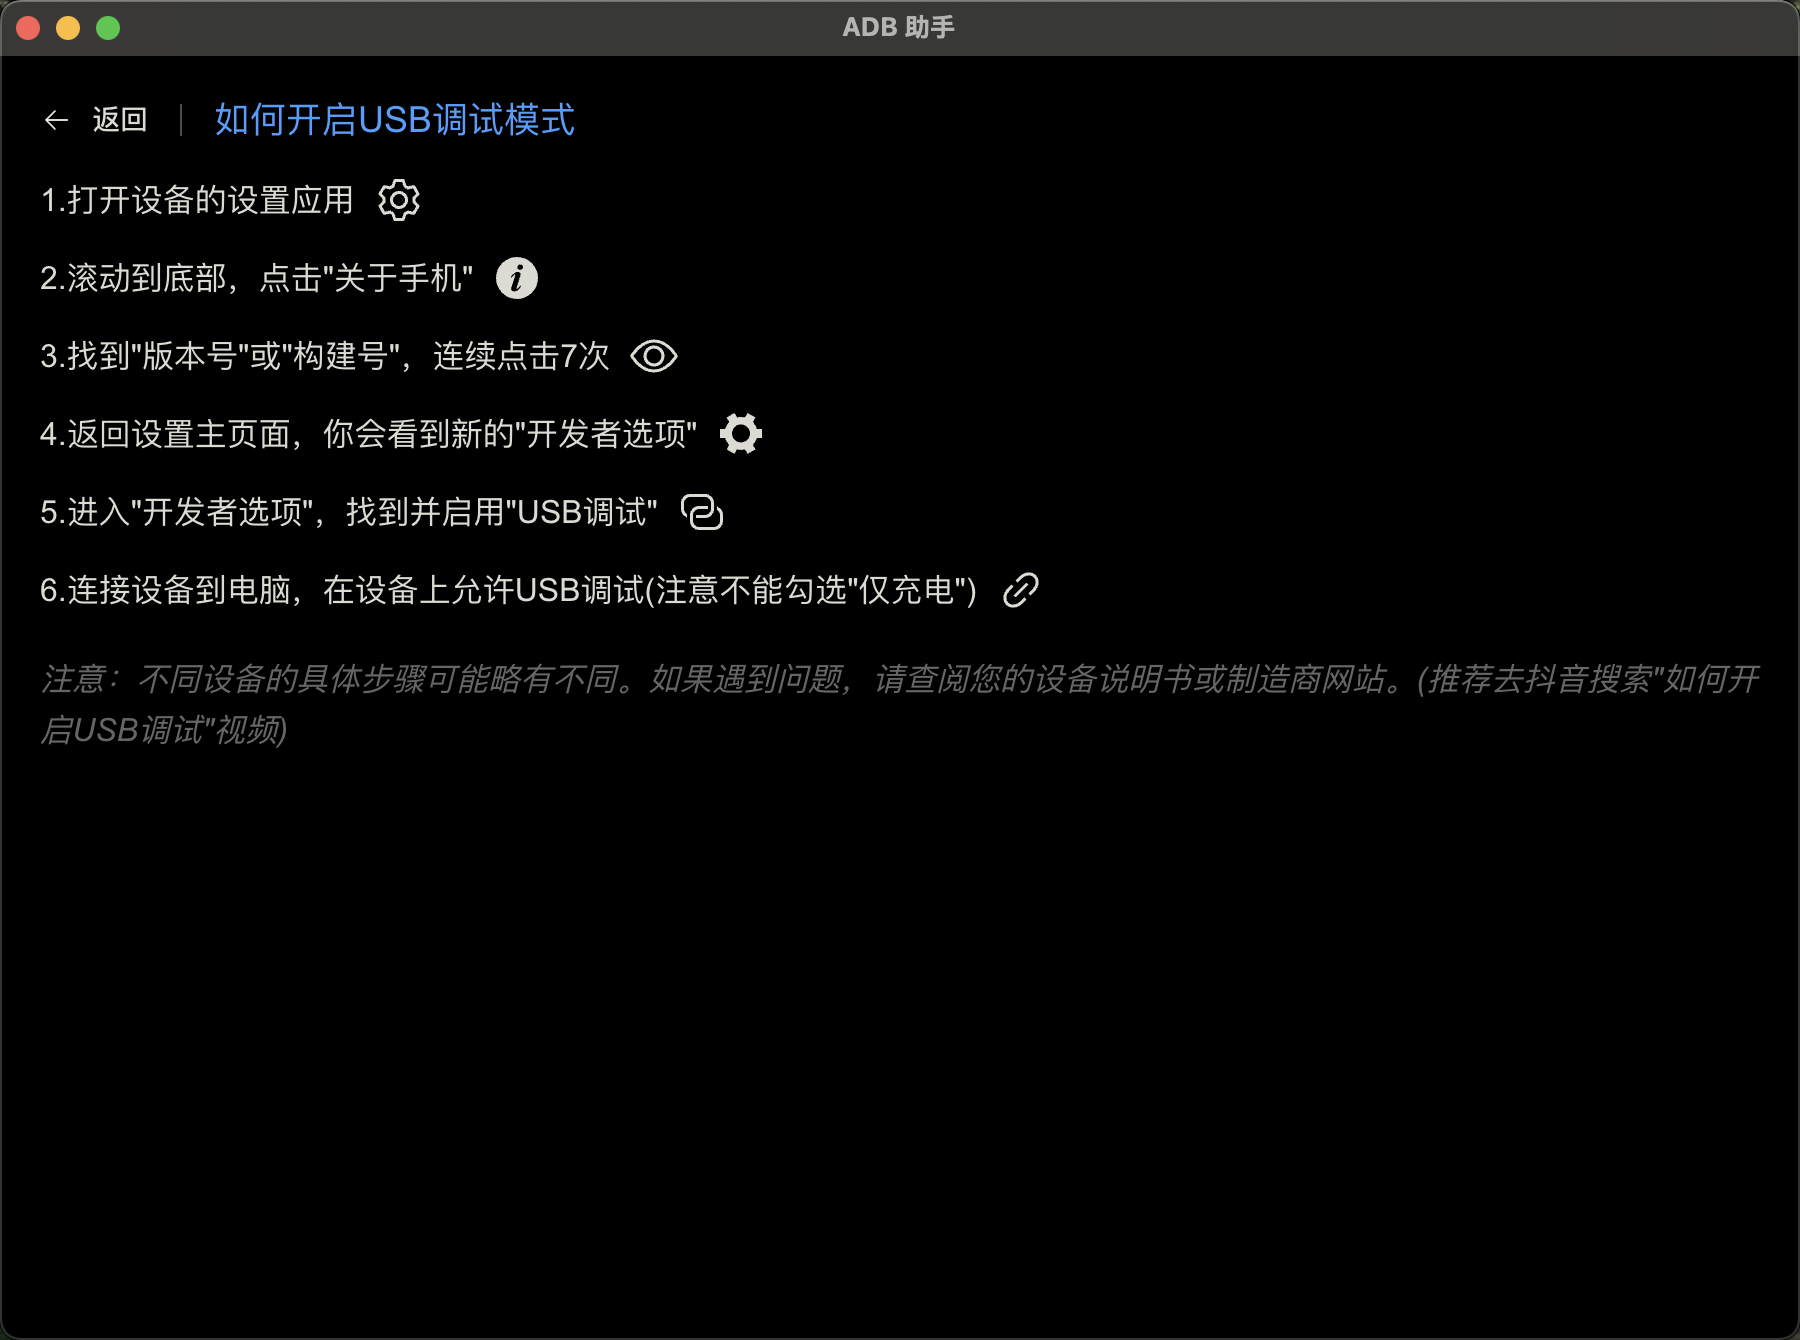 ADB 助手
返回
如何开启USB调试模式
1.打开设备的设置应用
2.滚动到底部，点击"关于手机"
3.找到"版本号"或"构建号"，连续点击7次
4.返回设置主页面，你会看到新的"开发者选项"
5.进入"开发者选项"，找到并启用"USB调试"
6.连接设备到电脑，在设备上允许USB调试(注意不能勾选"仅充电")
注意：不同设备的具体步骤可能略有不同。如果遇到问题，请查阅您的设备说明书或制造商网站。(推荐去抖音搜索"如何开
启USB调试"视频)